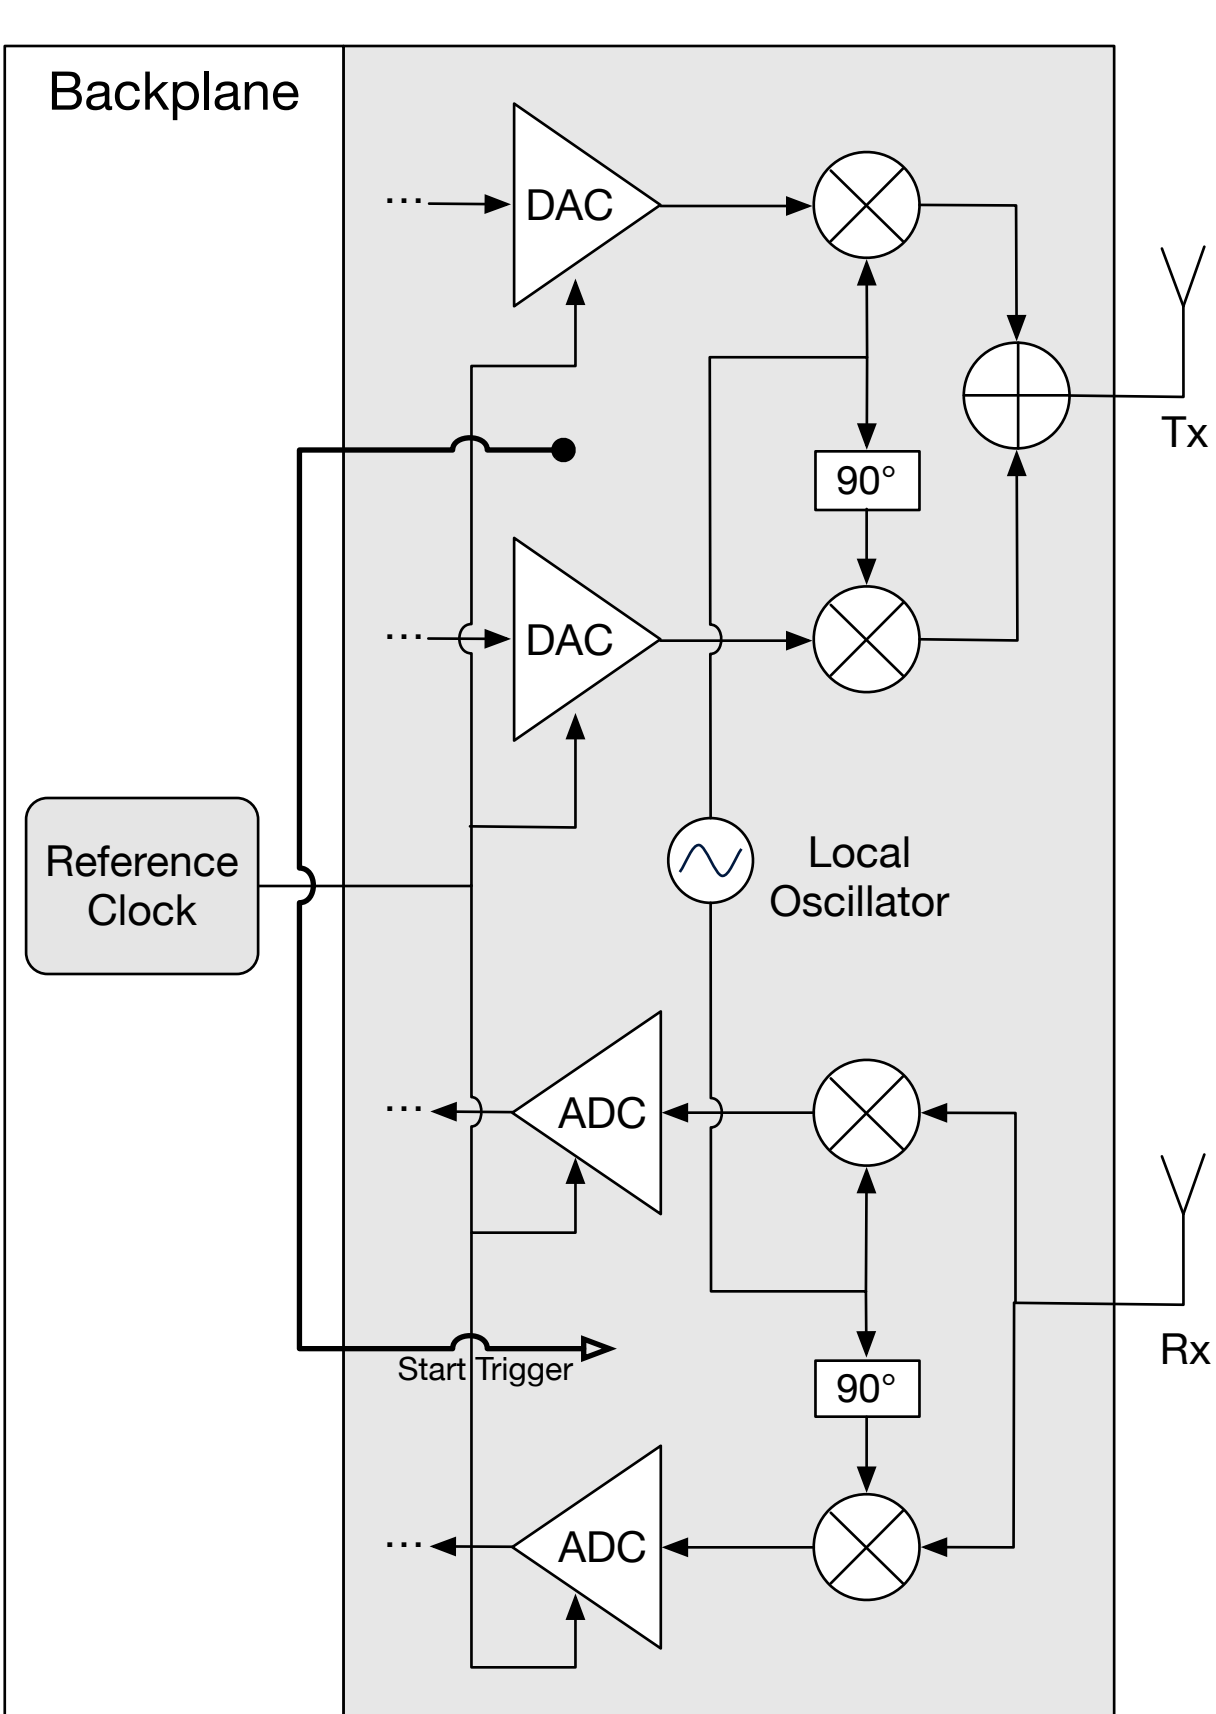 Backplane
... DAC
Tx
90°
... DAC
Reference
Clock
Local
Oscillator
... ADC
Start Trigger
Rx
90°
... ADC